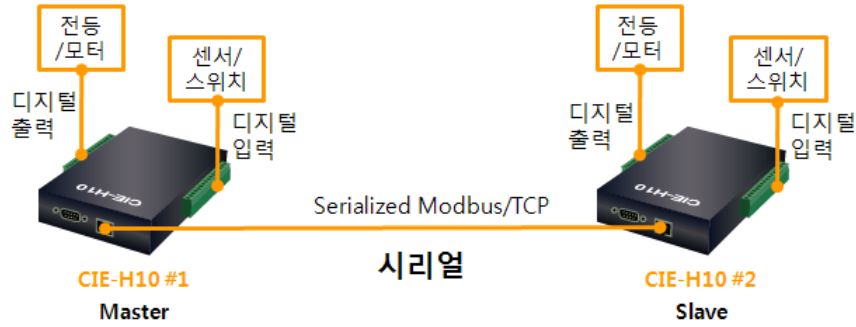 전등
/모터
센서/
스위치
디지털
출력
디지털
입력
CIE-H10
CIE-H10 #1
Master
Serialized Modbus/TCP
시리얼
전등
/모터
센서/
스위치
디지털
출력
디지털
입력
CIE-H10
CIE-H10 #2
Slave